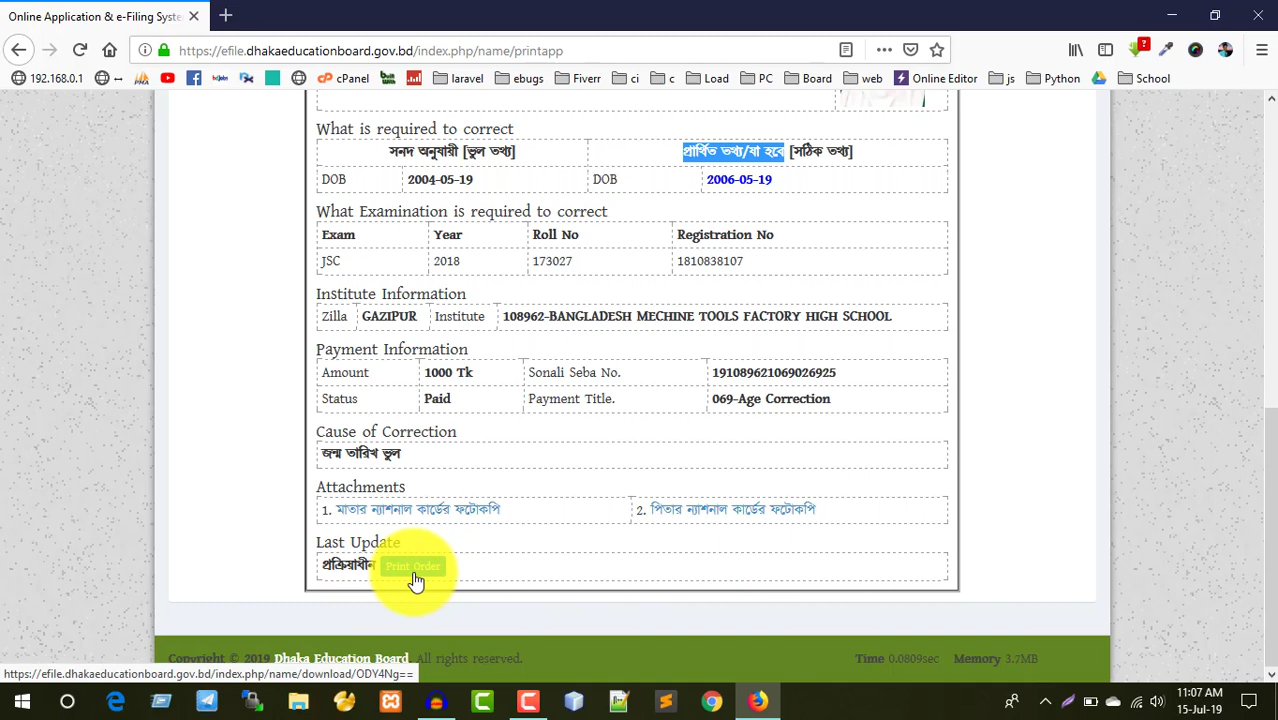 Online Application & e-Filing Syste
https://efile.dhakaeducationboard.gov.bd/index.php/name/printapp
192.168.0.1 hdjobs cPanel laravel ebugs Fiverr ci c Load PC Board web Online Editor js Python School
What is required to correct
সনদ অনুযায়ী [ভুল তথ্য] প্রার্থিত তথ্য/যা হবে [সঠিক তথ্য]
DOB 2004-05-19 DOB 2006-05-19
What Examination is required to correct
Exam Year Roll No Registration No
JSC 2018 173027 1810838107
Institute Information
Zilla GAZIPUR Institute 108962-BANGLADESH MECHINE TOOLS FACTORY HIGH SCHOOL
Payment Information
Amount 1000 Tk Sonali Seba No. 191089621069026925
Status Paid Payment Title. 069-Age Correction
Cause of Correction
জন্ম তারিখ ভুল
Attachments
1. মাতার ন্যাশনাল কার্ডের ফটোকপি 2. পিতার ন্যাশনাল কার্ডের ফটোকপি
Last Update
প্রক্রিয়াধীন Print Order
Copyright © 2019 Dhaka Education Board. All rights reserved. Time 0.0809sec Memory 3.7MB
https://efile.dhakaeducationboard.gov.bd/index.php/name/download/ODY4Ng==
11:07 AM
15-Jul-19